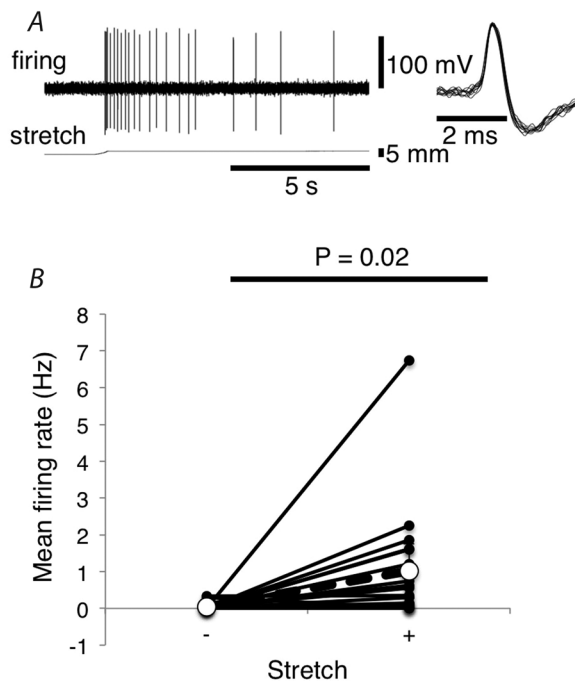 A
firing
100 mV
stretch
5 mm
2 ms
5 s
P = 0.02
B
Mean firing rate (Hz)
8
7
6
5
4
3
2
1
0
-1
-
+
Stretch